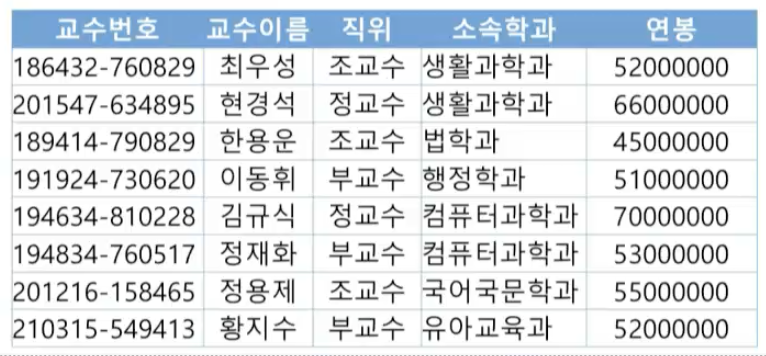 교수번호 교수이름 직위 소속학과 연봉
186432-760829 최우성 조교수 생활과학과 52000000
201547-634895 현경석 정교수 생활과학과 66000000
189414-790829 한용운 조교수 법학과 45000000
191924-730620 이동휘 부교수 행정학과 51000000
194634-810228 김규식 정교수 컴퓨터과학과 70000000
194834-760517 정재화 부교수 컴퓨터과학과 53000000
201216-158465 정용제 조교수 국어국문학과 55000000
210315-549413 황지수 부교수 유아교육과 52000000